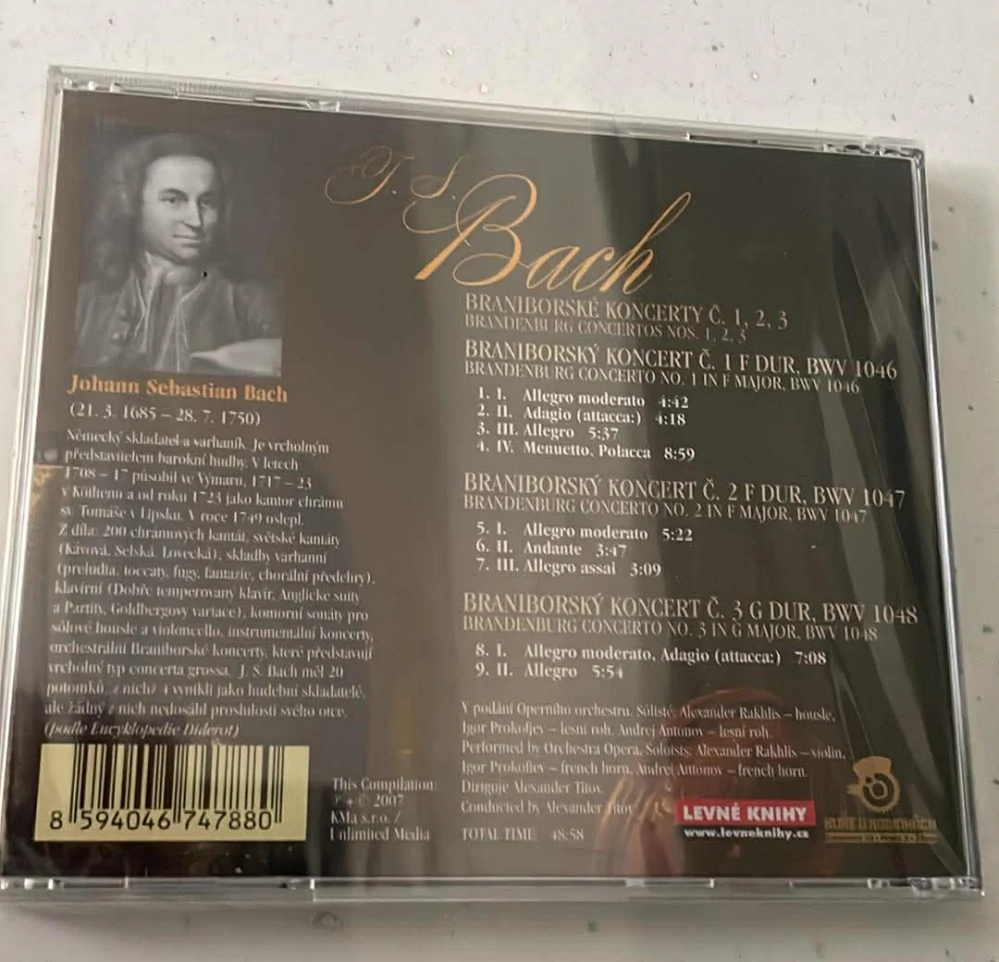 J. S. Bach
BRANIBORSKÉ KONCERTY Č. 1, 2, 3
BRANDENBURG CONCERTOS NOS. 1, 2, 3
BRANIBORSKÝ KONCERT Č. 1 F DUR, BWV 1046
BRANDENBURG CONCERTO NO. 1 IN F MAJOR, BWV 1046
1. I. Allegro moderato 4:42
2. II. Adagio (attacca:) 4:18
3. III. Allegro 5:37
4. IV. Menuetto, Polacca 8:59
BRANIBORSKÝ KONCERT Č. 2 F DUR, BWV 1047
BRANDENBURG CONCERTO NO. 2 IN F MAJOR, BWV 1047
5. I. Allegro moderato 5:22
6. II. Andante 3:47
7. III. Allegro assai 3:09
BRANIBORSKÝ KONCERT Č. 3 G DUR, BWV 1048
BRANDENBURG CONCERTO NO. 3 IN G MAJOR, BWV 1048
8. I. Allegro moderato, Adagio (attacca:) 7:08
9. II. Allegro 5:54
V podání Operního orchestru. Sólisté: Alexander Rakhlis – housle,
Igor Prokofjev – lesní roh, Andrej Antonov – lesní roh.
Performed by Orchestra Opera, Soloists: Alexander Rakhlis – violin,
Igor Prokofiev – french horn, Andrej Antonov – french horn.
Diriguje Alexander Titov.
Conducted by Alexander Titov
TOTAL TIME 48:58
Johann Sebastian Bach
(21. 3. 1685 – 28. 7. 1750)
Německý skladatel a varhaník. Je vrcholným
představitelem barokní hudby. V letech
1708 – 17 působil ve Výmaru, 1717 – 23
v Köthenu a od roku 1723 jako kantor chrámu
sv. Tomáše v Lipsku. V roce 1749 oslepl.
Z díla: 200 chrámových kantát, světské kantáty
(Kávová, Selská, Lovecká), skladby varhanní
(preludia, toccaty, fugy, fantazie, chorální předehry),
klavírní (Dobře temperovaný klavír, Anglické suity
a Partity, Goldbergovy variace), komorní sonáty pro
sólové housle a violoncello, instrumentální koncerty,
orchestrální Braniborské koncerty, které představují
vrcholný typ concerta grossa. J. S. Bach měl 20
potomků, z nichž 4 vynikli jako hudební skladatelé,
ale žádný z nich nedosáhl proslulosti svého otce.
(podle Encyklopedie Diderot)
8 594046 747880
This Compilation:
℗ + © 2007
KMa s.r.o. /
Unlimited Media
LEVNÉ KNIHY
www.levneknihy.cz